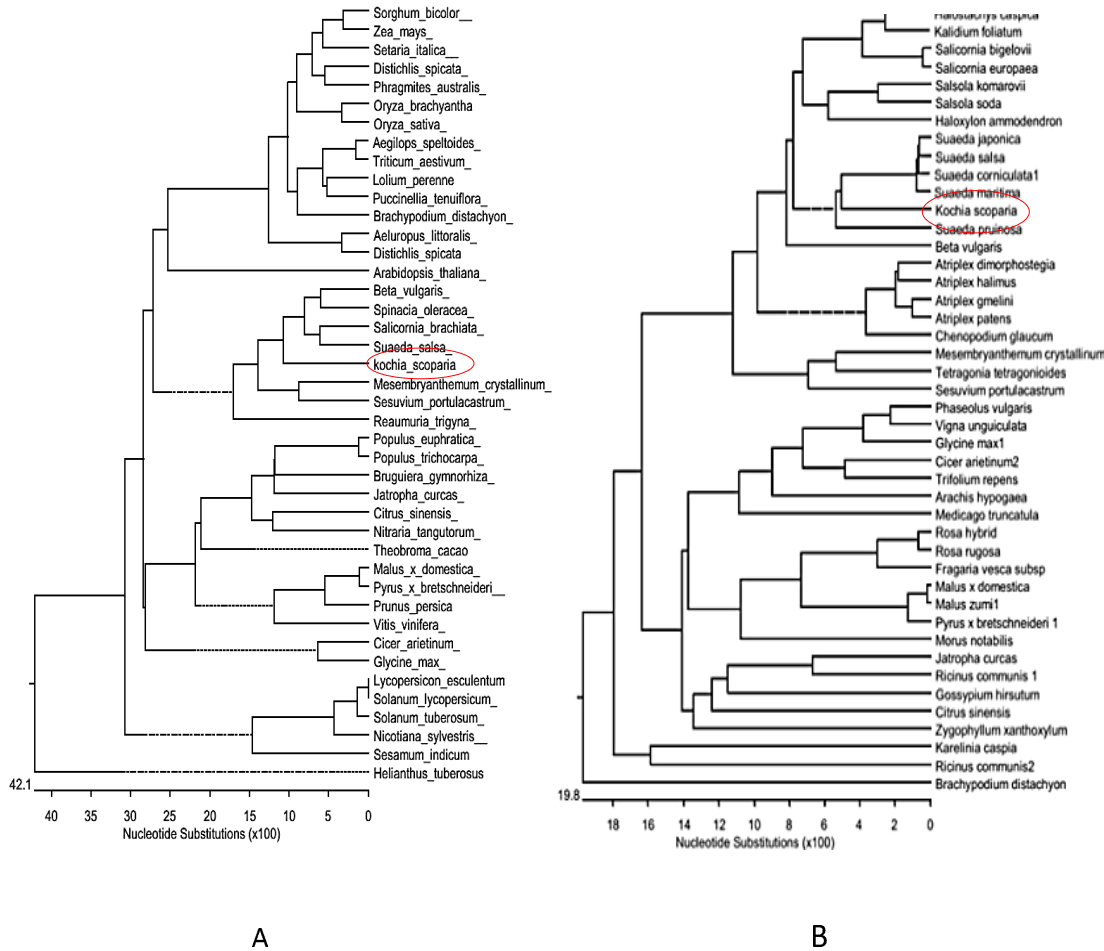 Sorghum_bicolor__
Zea_mays_
Setaria_italica__
Distichlis_spicata_
Phragmites_australis_
Oryza_brachyantha
Oryza_sativa_
Aegilops_speltoides_
Triticum_aestivum_
Lolium_perenne
Puccinellia_tenuiflora_
Brachypodium_distachyon_
Aeluropus_littoralis_
Distichlis_spicata
Arabidopsis_thaliana_
Beta_vulgaris_
Spinacia_oleracea_
Salicornia_brachiata_
Suaeda_salsa_
kochia_scoparia
Mesembryanthemum_crystallinum_
Sesuvium_portulacastrum_
Reaumuria_trigyna_
Populus_euphratica_
Populus_trichocarpa_
Bruguiera_gymnorhiza_
Jatropha_curcas_
Citrus_sinensis_
Nitraria_tangutorum_
Theobroma_cacao
Malus_x_domestica_
Pyrus_x_bretschneideri__
Prunus_persica
Vitis_vinifera_
Cicer_arietinum_
Glycine_max_
Lycopersicon_esculentum
Solanum_lycopersicum_
Solanum_tuberosum_
Nicotiana_sylvestris__
Sesamum_indicum
Helianthus_tuberosus
42.1
40 35 30 25 20 15 10 5 0
Nucleotide Substitutions (x100)
A
Halostachys caspica
Kalidium foliatum
Salicornia bigelovii
Salicornia europaea
Salsola komarovii
Salsola soda
Haloxylon ammodendron
Suaeda japonica
Suaeda salsa
Suaeda corniculata1
Suaeda maritima
Kochia scoparia
Suaeda pruinosa
Beta vulgaris
Atriplex dimorphostegia
Atriplex halimus
Atriplex gmelini
Atriplex patens
Chenopodium glaucum
Mesembryanthemum crystallinum
Tetragonia tetragonioides
Sesuvium portulacastrum
Phaseolus vulgaris
Vigna unguiculata
Glycine max1
Cicer arietinum2
Trifolium repens
Arachis hypogaea
Medicago truncatula
Rosa hybrid
Rosa rugosa
Fragaria vesca subsp
Malus x domestica
Malus zumi1
Pyrus x bretschneideri 1
Morus notabilis
Jatropha curcas
Ricinus communis 1
Gossypium hirsutum
Citrus sinensis
Zygophyllum xanthoxylum
Karelinia caspia
Ricinus communis2
Brachypodium distachyon
19.8
18 16 14 12 10 8 6 4 2 0
Nucleotide Substitutions (x100)
B